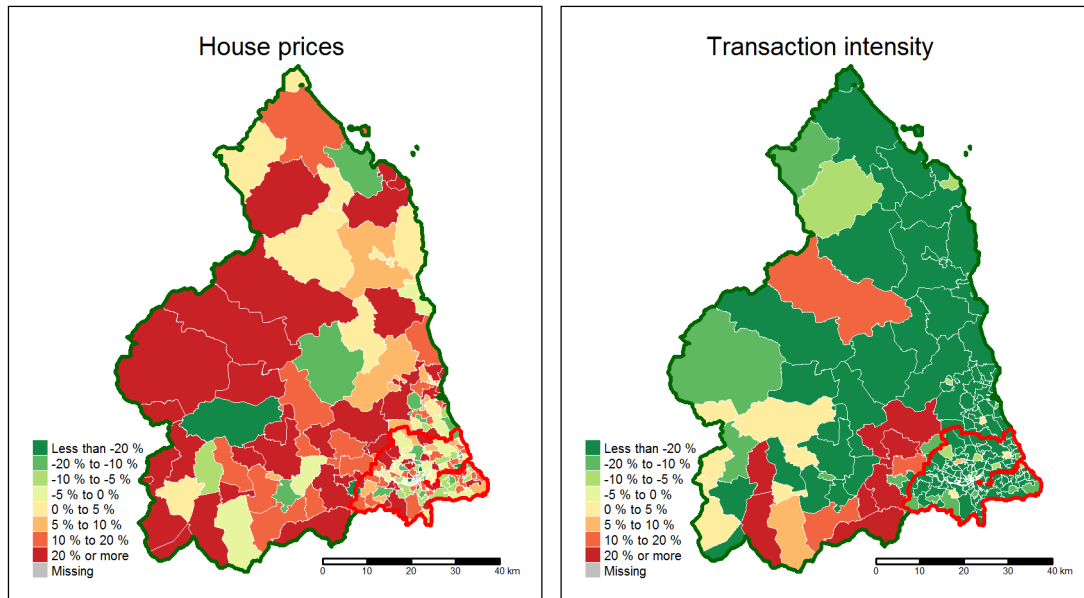 House prices
Less than -20 %
-20 % to -10 %
-10 % to -5 %
-5 % to 0 %
0 % to 5 %
5 % to 10 %
10 % to 20 %
20 % or more
Missing
0 10 20 30 40 km
Transaction intensity
Less than -20 %
-20 % to -10 %
-10 % to -5 %
-5 % to 0 %
0 % to 5 %
5 % to 10 %
10 % to 20 %
20 % or more
Missing
0 10 20 30 40 km